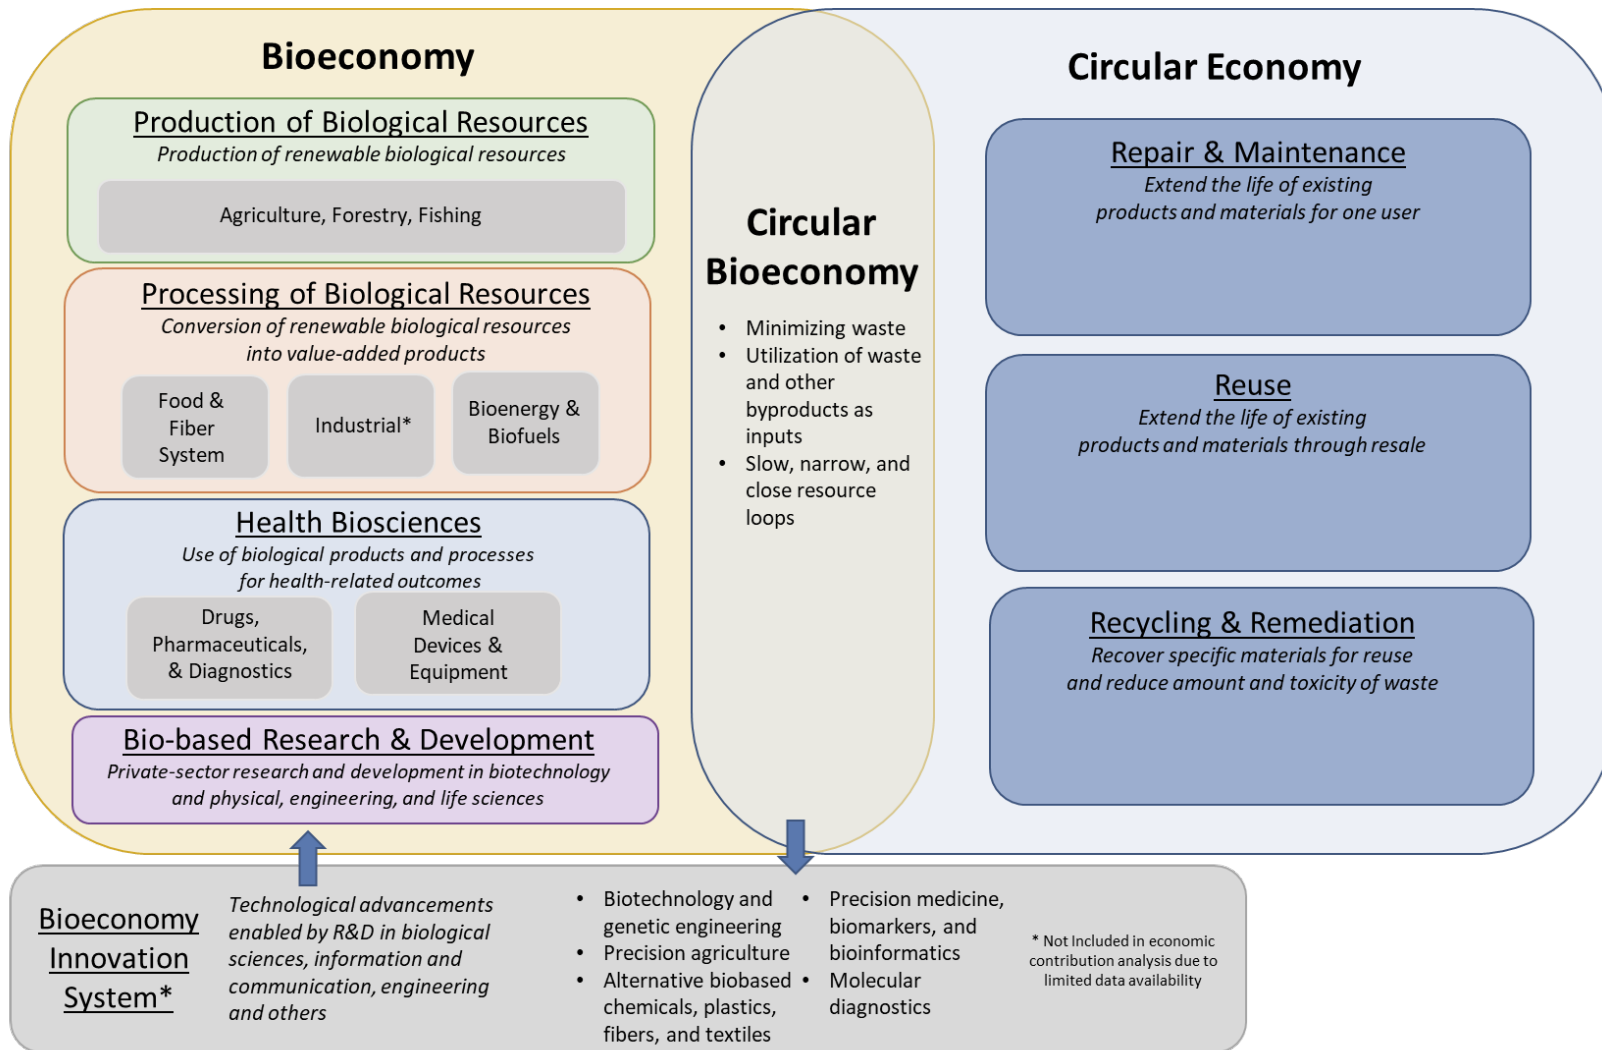 Bioeconomy
Production of Biological Resources
Production of renewable biological resources
Agriculture, Forestry, Fishing
Processing of Biological Resources
Conversion of renewable biological resources
into value-added products
Food &
Fiber
System
Industrial*
Bioenergy &
Biofuels
Health Biosciences
Use of biological products and processes
for health-related outcomes
Drugs,
Pharmaceuticals,
& Diagnostics
Medical
Devices &
Equipment
Bio-based Research & Development
Private-sector research and development in biotechnology
and physical, engineering, and life sciences
Circular
Bioeconomy
• Minimizing waste
• Utilization of waste
and other
byproducts as
inputs
• Slow, narrow, and
close resource
loops
Circular Economy
Repair & Maintenance
Extend the life of existing
products and materials for one user
Reuse
Extend the life of existing
products and materials through resale
Recycling & Remediation
Recover specific materials for reuse
and reduce amount and toxicity of waste
Bioeconomy
Innovation
System*
Technological advancements
enabled by R&D in biological
sciences, information and
communication, engineering
and others
• Biotechnology and
genetic engineering
• Precision agriculture
• Alternative biobased
chemicals, plastics,
fibers, and textiles
• Precision medicine,
biomarkers, and
bioinformatics
• Molecular
diagnostics
* Not Included in economic
contribution analysis due to
limited data availability